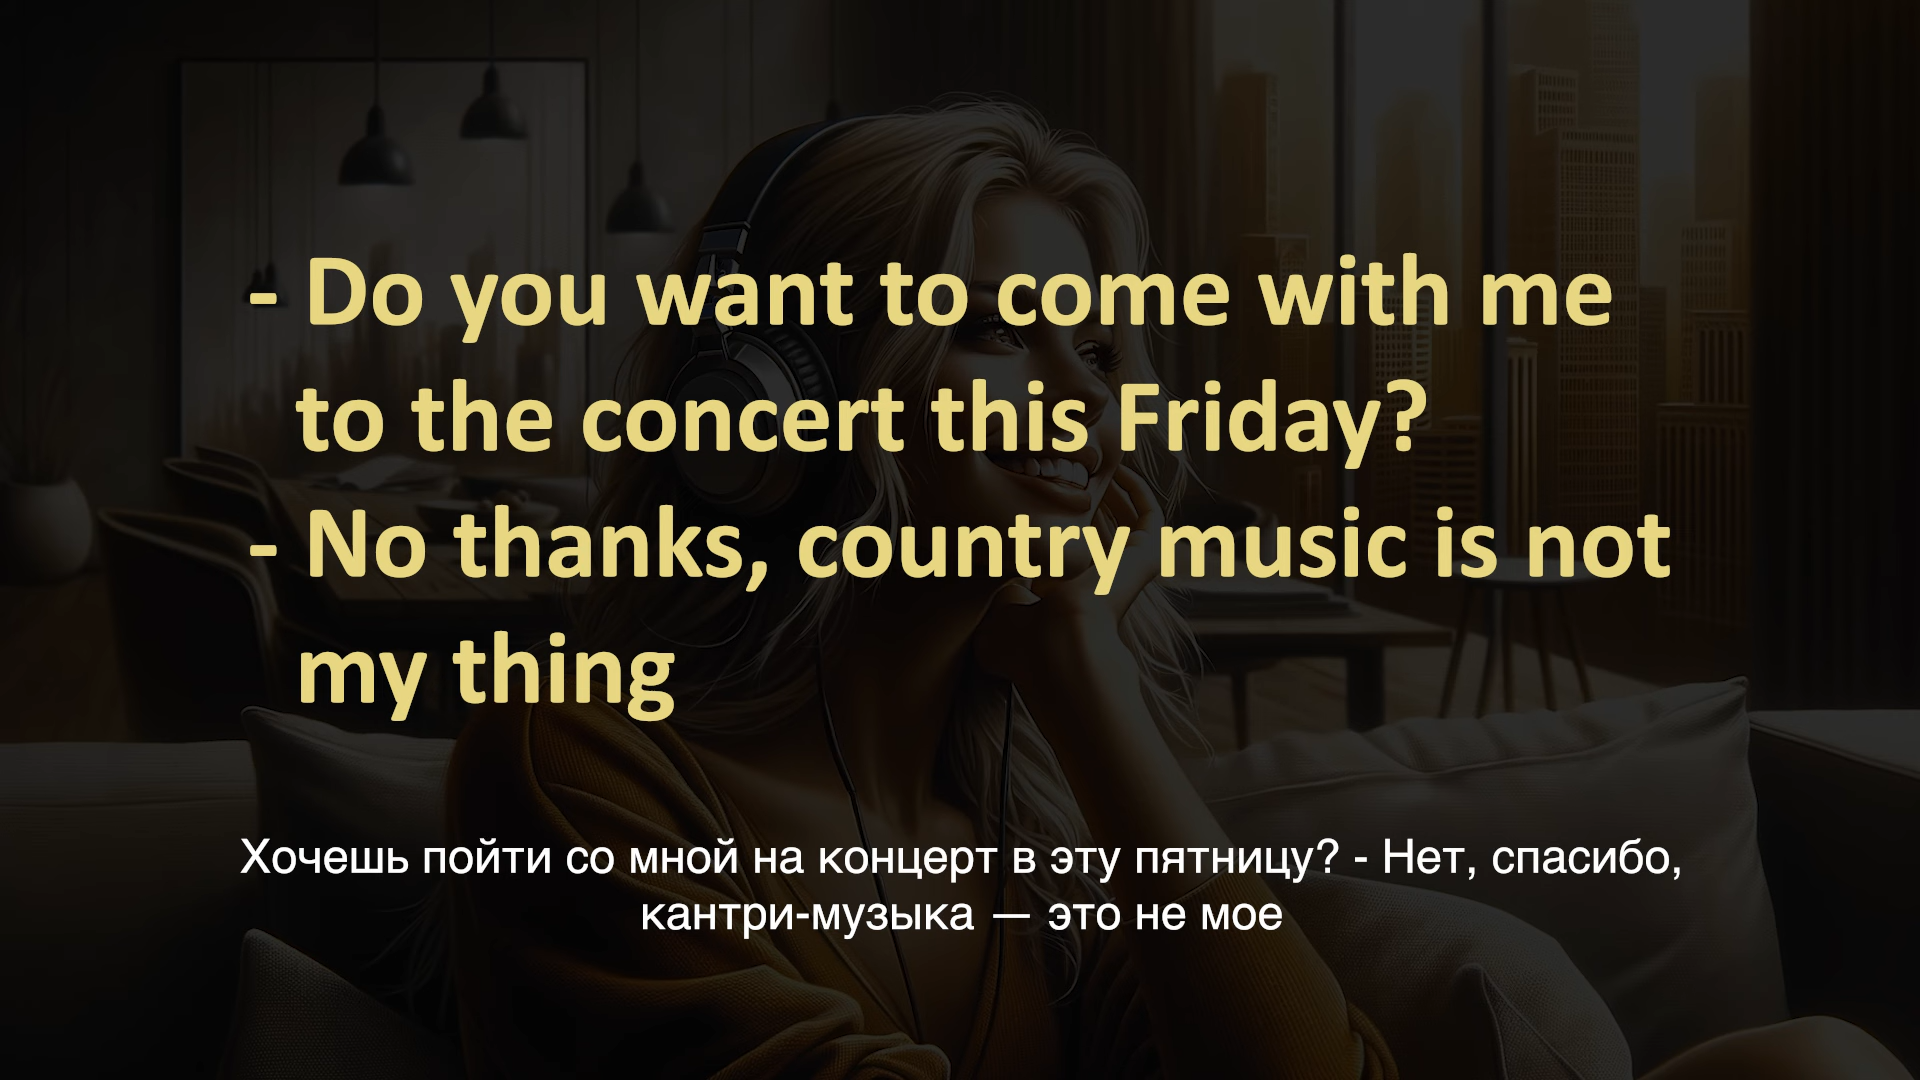 - Do you want to come with me
to the concert this Friday?
- No thanks, country music is not
my thing
Хочешь пойти со мной на концерт в эту пятницу? - Нет, спасибо,
кантри-музыка — это не мое